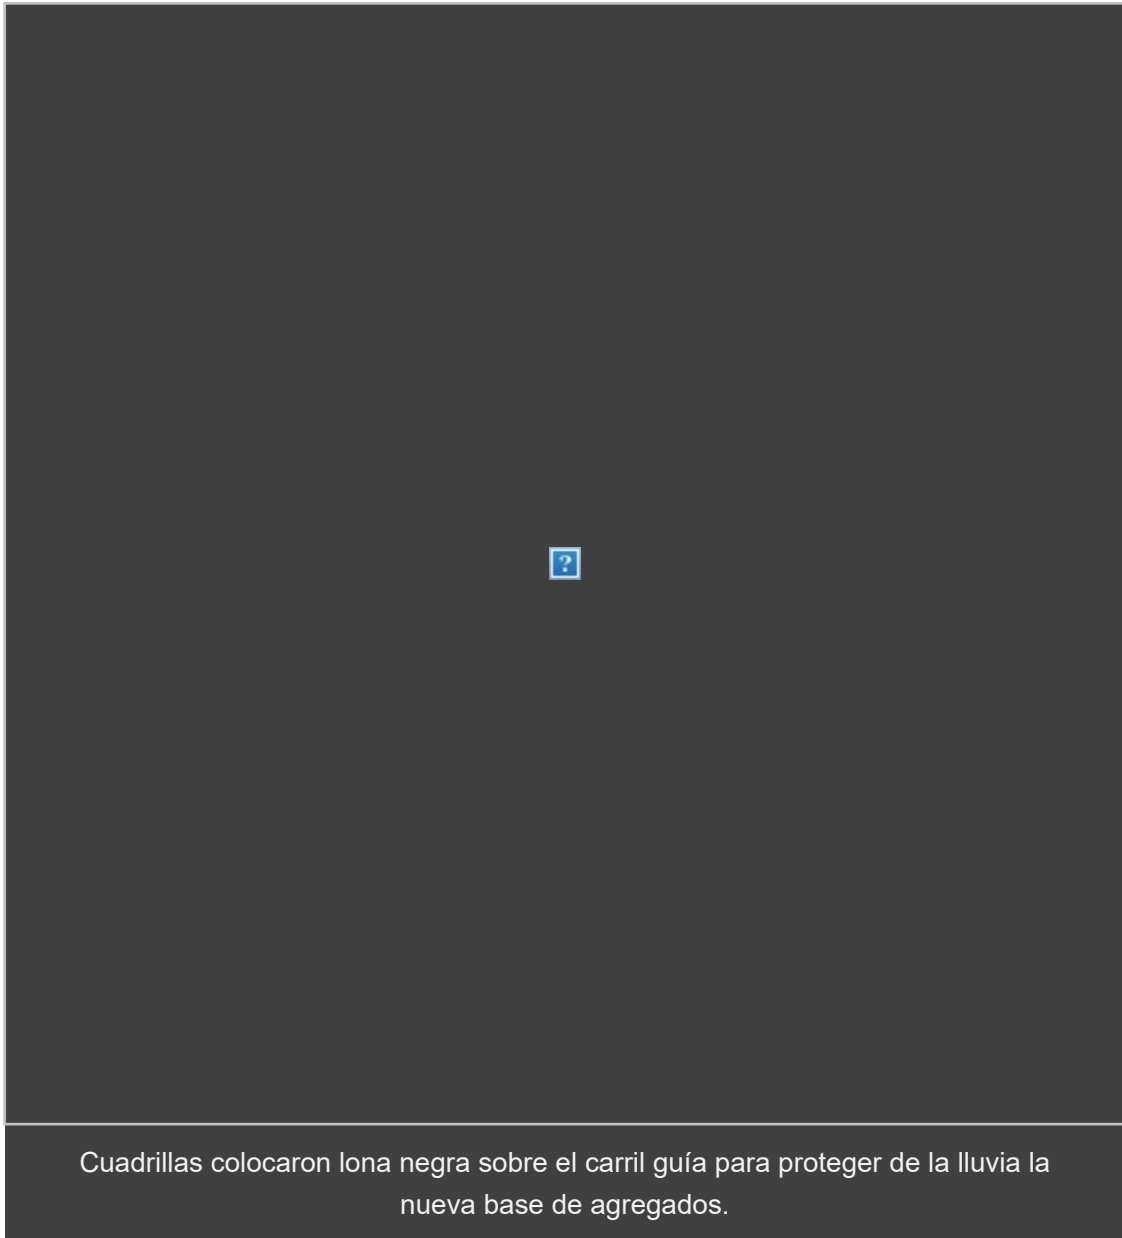 Cuadrillas colocaron lona negra sobre el carril guía para proteger de la lluvia la
nueva base de agregados.